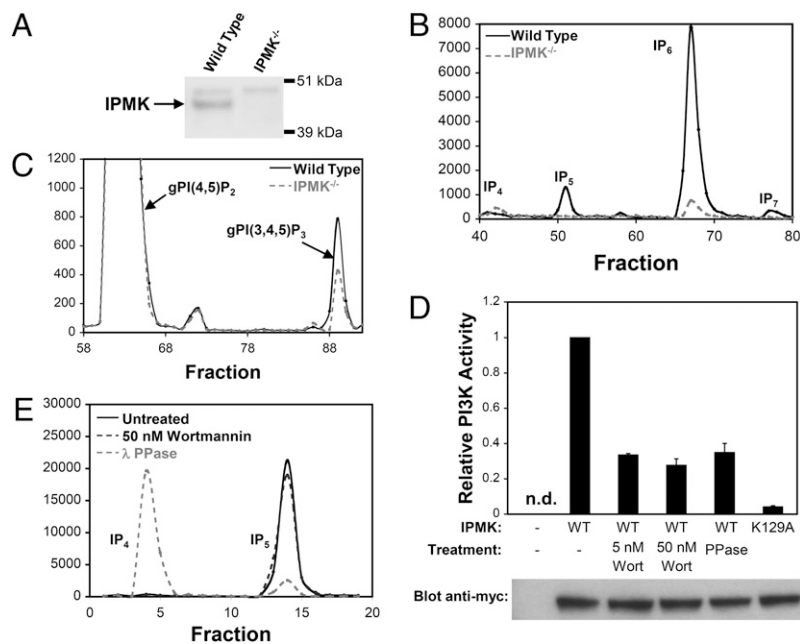 A
Wild Type
IPMK-/-
51 kDa
IPMK
39 kDa
B
8000
7000
6000
5000
4000
3000
2000
1000
0
Wild Type
IPMK-/-
IP6
IP4
IP5
IP7
40 50 60 70 80
Fraction
C
1200
1000
800
600
400
200
0
Wild Type
IPMK-/-
gPI(4,5)P2
gPI(3,4,5)P3
58 68 78 88
Fraction
D
Relative PI3K Activity
1.2
1
0.8
0.6
0.4
0.2
0
n.d.
IPMK: - WT WT WT WT K129A
Treatment: - - 5 nM Wort 50 nM Wort PPase -
Blot anti-myc:
E
30000
25000
20000
15000
10000
5000
0
Untreated
50 nM Wortmannin
λ PPase
IP4
IP5
0 5 10 15 20
Fraction